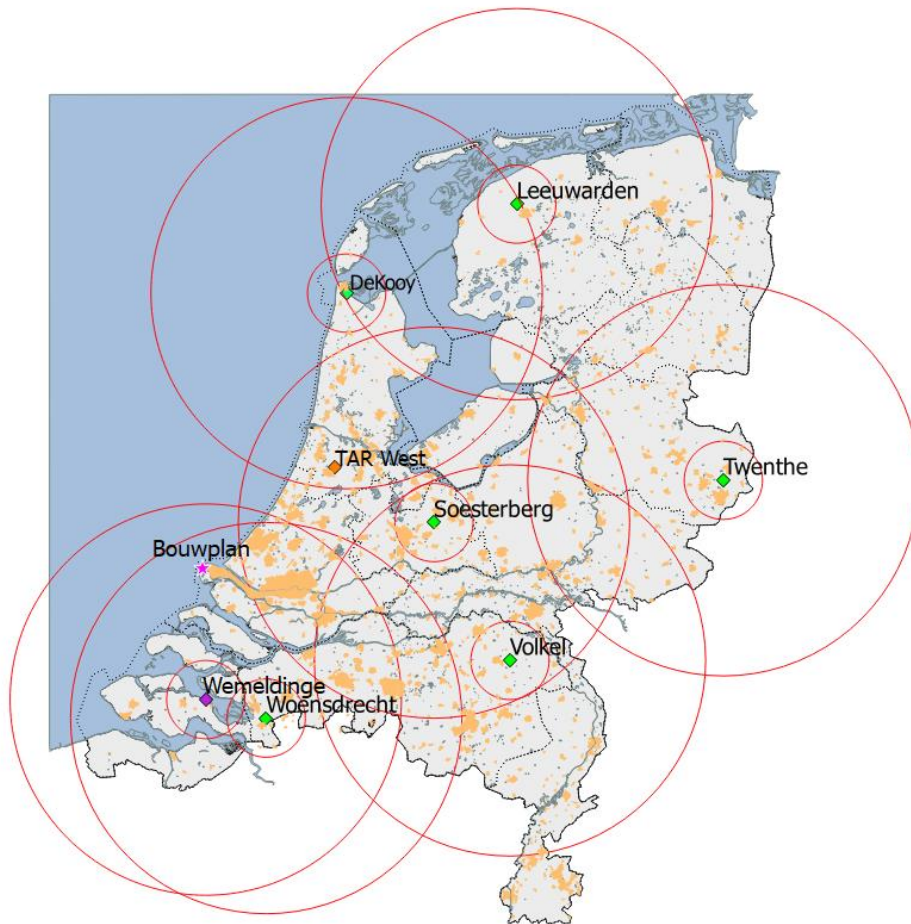 Leeuwarden
DeKooy
TAR West
Twenthe
Soesterberg
Bouwplan
Volkel
Wemeldinge
Woensdrecht